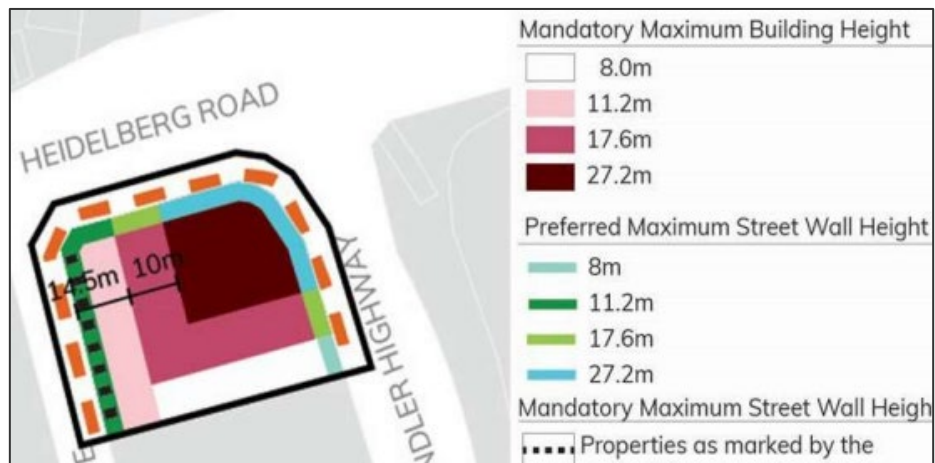 HEIDELBERG ROAD
14.5m
10m
NDLER HIGHWAY
Mandatory Maximum Building Height
8.0m
11.2m
17.6m
27.2m
Preferred Maximum Street Wall Height
8m
11.2m
17.6m
27.2m
Mandatory Maximum Street Wall Heigh
Properties as marked by the